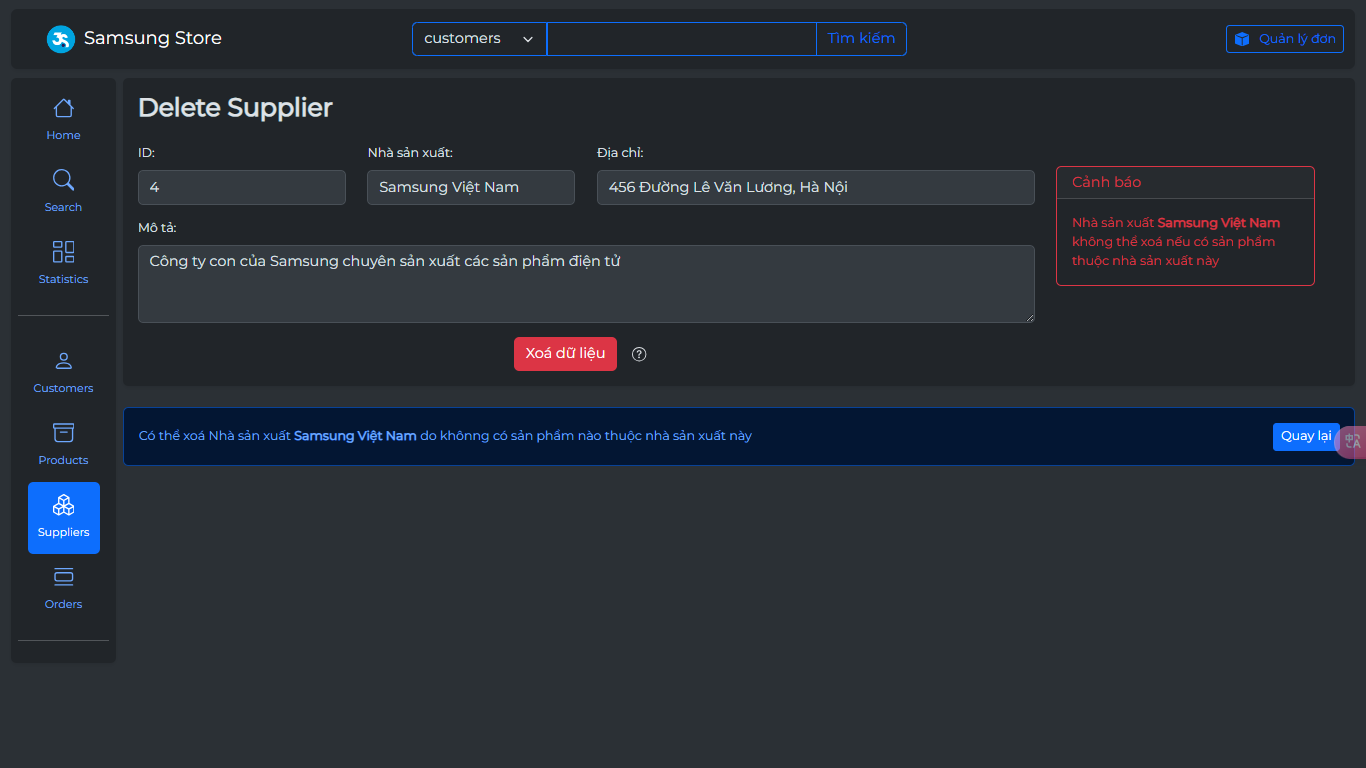 Samsung Store
customers
Tìm kiếm
Quản lý đơn
Home
Search
Statistics
Customers
Products
Suppliers
Orders
Delete Supplier
ID:
Nhà sản xuất:
Địa chỉ:
4
Samsung Việt Nam
456 Đường Lê Văn Lương, Hà Nội
Mô tả:
Công ty con của Samsung chuyên sản xuất các sản phẩm điện tử
Xoá dữ liệu
Cảnh báo
Nhà sản xuất Samsung Việt Nam
không thể xoá nếu có sản phẩm
thuộc nhà sản xuất này
Có thể xoá Nhà sản xuất Samsung Việt Nam do khônng có sản phẩm nào thuộc nhà sản xuất này
Quay lại